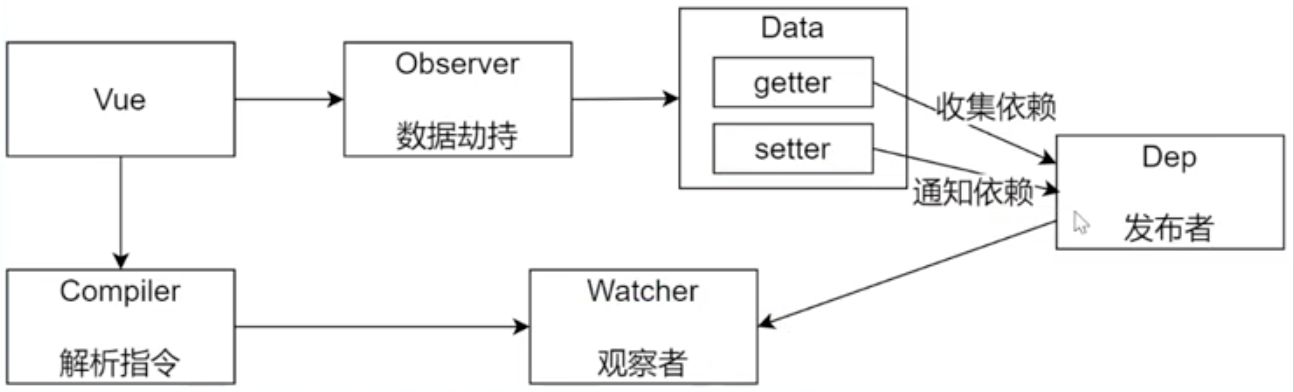 Vue
Observer
数据劫持
Data
getter
setter
收集依赖
通知依赖
Dep
发布者
Compiler
解析指令
Watcher
观察者